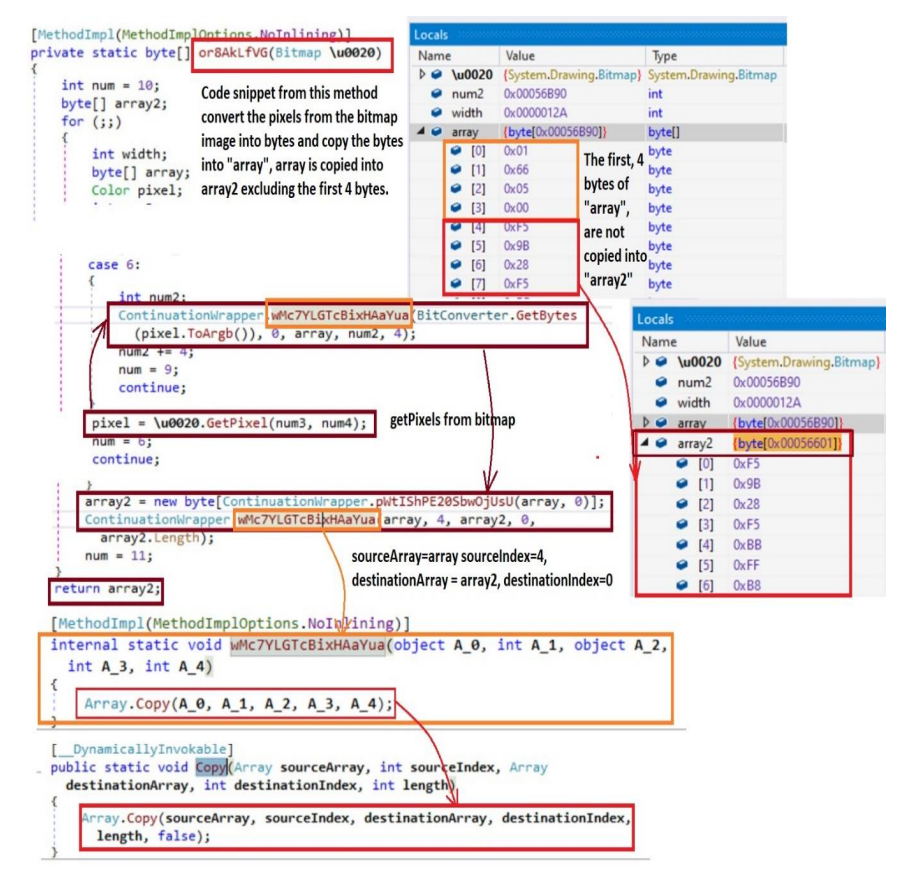 [MethodImpl(MethodImplOptions.NoInlining)]
private static byte[] or8AkLfVG(Bitmap \u0020)
{
int num = 10;
byte[] array2;
for (;;)
{
int width;
byte[] array;
Color pixel;
Code snippet from this method
convert the pixels from the bitmap
image into bytes and copy the bytes
into "array", array is copied into
array2 excluding the first 4 bytes.
Locals
Name Value Type
\u0020 {System.Drawing.Bitmap} System.Drawing.Bitmap
num2 0x00056B90 int
width 0x0000012A int
array {byte[0x00056B90]} byte[]
[0] 0x01 byte
[1] 0x66 byte
[2] 0x05 byte
[3] 0x00 byte
[4] 0xF5 byte
[5] 0x9B byte
[6] 0x28 byte
[7] 0xF5 byte
The first, 4
bytes of
"array",
are not
copied into
"array2"
case 6:
{
int num2;
ContinuationWrapper.wMc7YLGTcBixHAaYua(BitConverter.GetBytes
(pixel.ToArgb()), 0, array, num2, 4);
num2 += 4;
num = 9;
continue;
}
pixel = \u0020.GetPixel(num3, num4);
getPixels from bitmap
num = 6;
continue;
}
array2 = new byte[ContinuationWrapper.pWtIShPE20SbwOjUsU(array, 0)];
ContinuationWrapper.wMc7YLGTcBixHAaYua(array, 4, array2, 0,
array2.Length);
num = 11;
}
return array2;
sourceArray=array sourceIndex=4,
destinationArray = array2, destinationIndex=0
Locals
Name Value
\u0020 {System.Drawing.Bitmap}
num2 0x00056B90
width 0x0000012A
array {byte[0x00056B90]}
array2 {byte[0x00056601]}
[0] 0xF5
[1] 0x9B
[2] 0x28
[3] 0xF5
[4] 0xBB
[5] 0xFF
[6] 0xB8
[MethodImpl(MethodImplOptions.NoInlining)]
internal static void wMc7YLGTcBixHAaYua(object A_0, int A_1, object A_2,
int A_3, int A_4)
{
Array.Copy(A_0, A_1, A_2, A_3, A_4);
}
[__DynamicallyInvokable]
public static void Copy(Array sourceArray, int sourceIndex, Array
destinationArray, int destinationIndex, int length)
{
Array.Copy(sourceArray, sourceIndex, destinationArray, destinationIndex,
length, false);
}